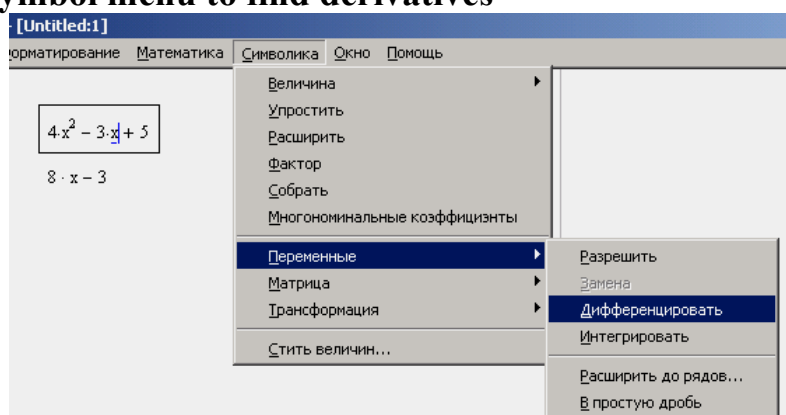 ymbol menu to find derivatives
- [Untitled:1]
орматирование Математика Символика Окно Помощь
4·x² − 3·x + 5
8 · x − 3
Величина
Упростить
Расширить
Фактор
Собрать
Многономинальные коэффициэнты
Переменные
Матрица
Трансформация
Стить величин...
Разрешить
Замена
Дифференцировать
Интегрировать
Расширить до рядов...
В простую дробь